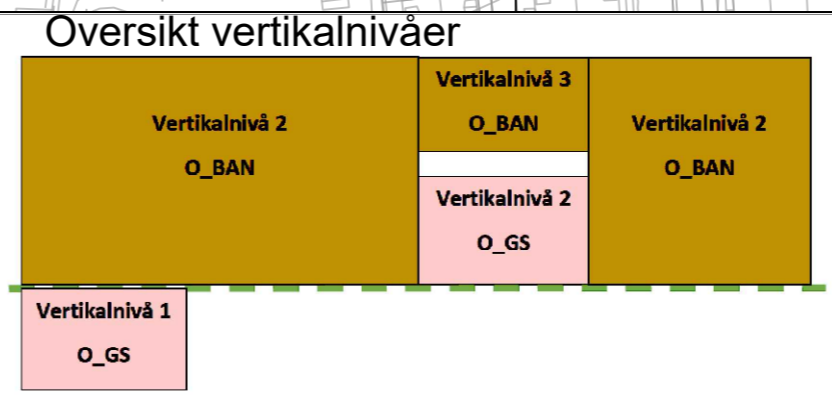 Oversikt vertikalnivåer
Vertikalnivå 2
O_BAN
Vertikalnivå 3
O_BAN
Vertikalnivå 2
O_GS
Vertikalnivå 2
O_BAN
Vertikalnivå 1
O_GS